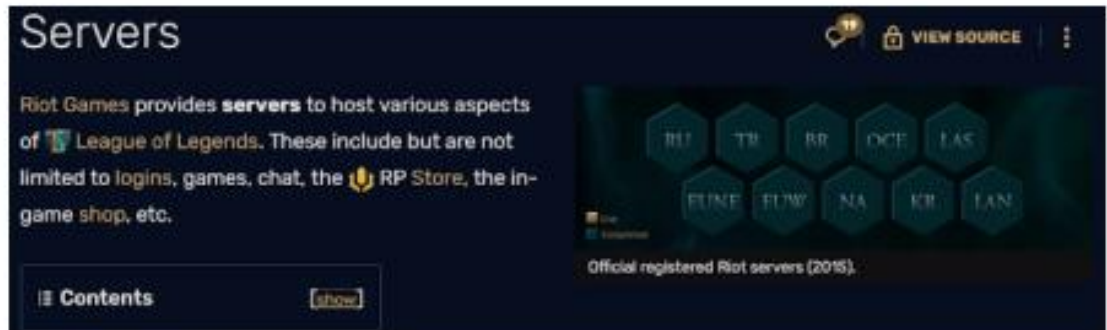 Servers
19
VIEW SOURCE
Riot Games provides servers to host various aspects
of League of Legends. These include but are not
limited to logins, games, chat, the RP Store, the in-
game shop, etc.
Contents
[show]
RU TR BR OCE LAS
EUNE EUW NA KR LAN
Official registered Riot servers (2015).